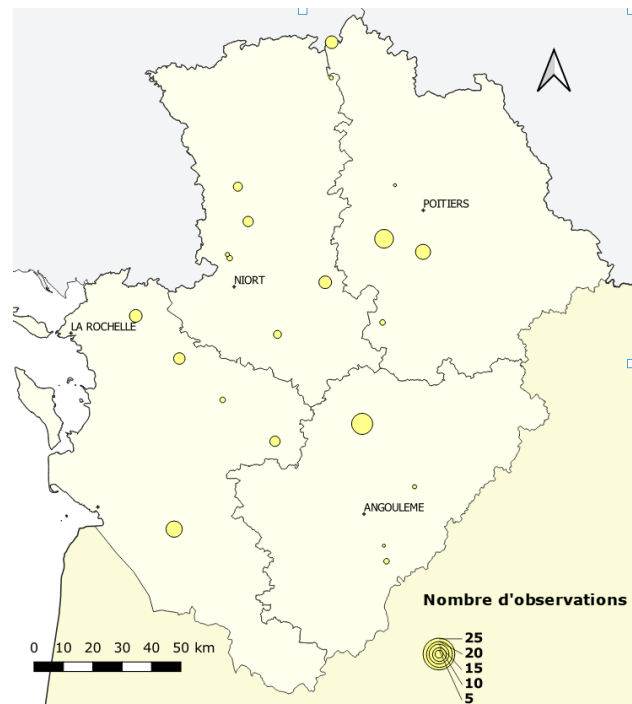 POITIERS
NIORT
LA ROCHELLE
ANGOULEME
Nombre d'observations
25
20
15
10
5
0 10 20 30 40 50 km